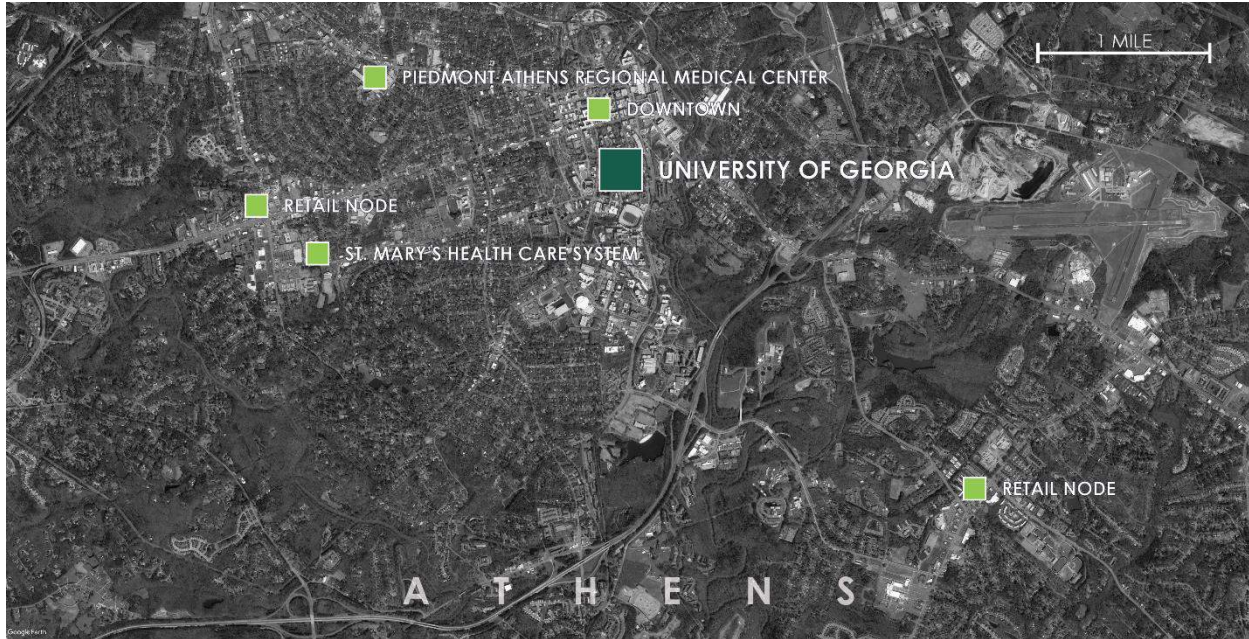 1 MILE
PIEDMONT ATHENS REGIONAL MEDICAL CENTER
DOWNTOWN
UNIVERSITY OF GEORGIA
RETAIL NODE
ST. MARY'S HEALTH CARE SYSTEM
RETAIL NODE
ATHENS
Google Earth